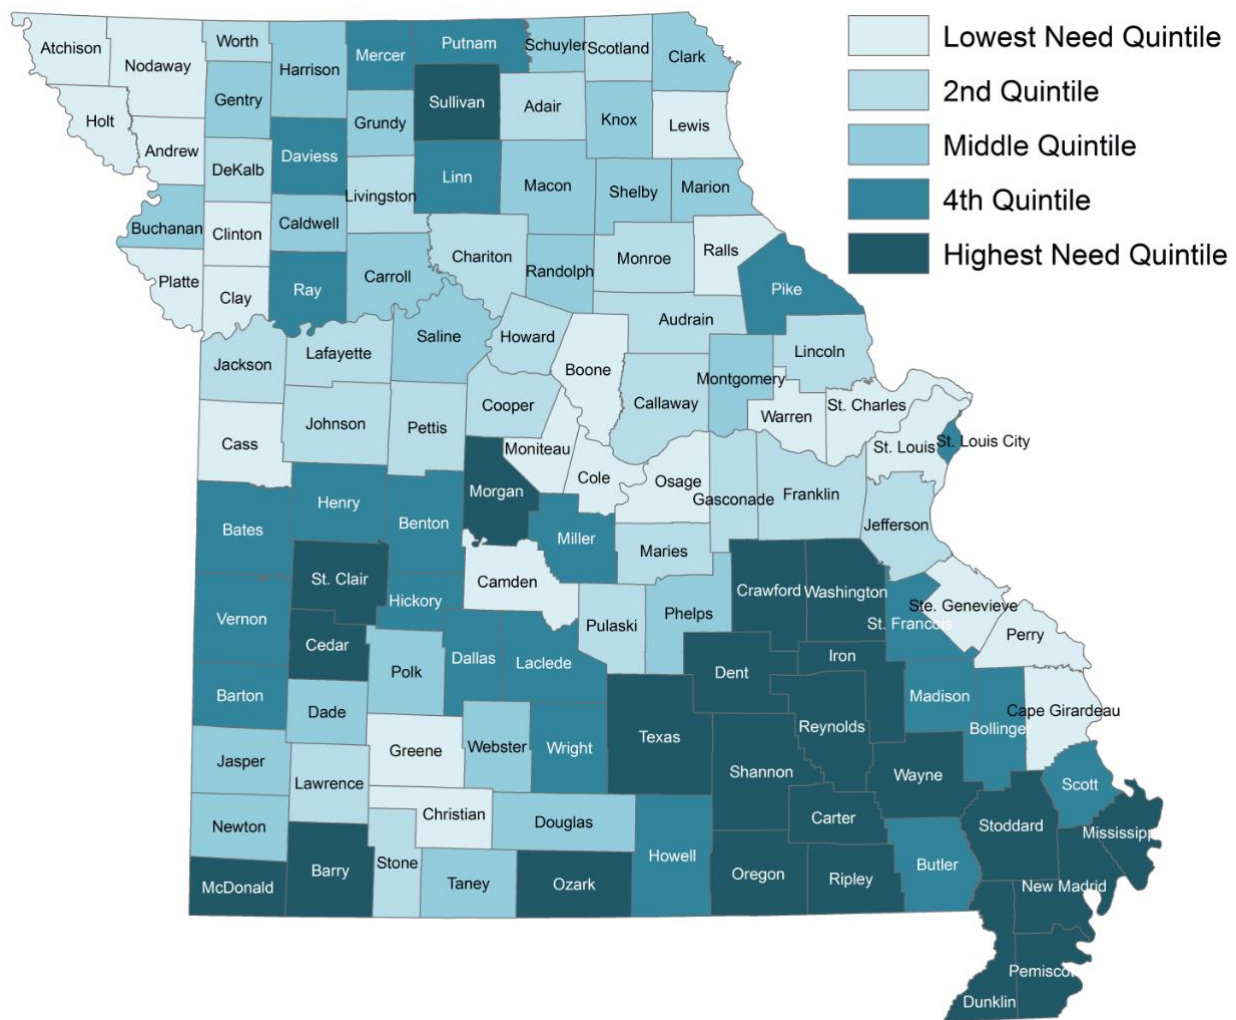 Lowest Need Quintile
2nd Quintile
Middle Quintile
4th Quintile
Highest Need Quintile
Atchison
Nodaway
Worth
Harrison
Mercer
Putnam
Schuyler
Scotland
Clark
Holt
Andrew
Gentry
DeKalb
Daviess
Grundy
Sullivan
Adair
Knox
Lewis
Buchanan
Clinton
Caldwell
Livingston
Linn
Macon
Shelby
Marion
Platte
Clay
Ray
Carroll
Chariton
Randolph
Monroe
Ralls
Pike
Jackson
Lafayette
Saline
Howard
Boone
Audrain
Callaway
Montgomery
Lincoln
Cass
Johnson
Pettis
Cooper
Moniteau
Cole
Osage
Gasconade
Warren
St. Charles
St. Louis
St. Louis City
Franklin
Jefferson
Bates
Henry
Benton
Morgan
Miller
Maries
Camden
St. Clair
Hickory
Vernon
Cedar
Polk
Dallas
Laclede
Pulaski
Phelps
Crawford
Washington
St. Francois
Ste. Genevieve
Perry
Barton
Dade
Greene
Webster
Wright
Texas
Dent
Iron
Reynolds
Madison
Bollinger
Cape Girardeau
Jasper
Lawrence
Christian
Douglas
Shannon
Carter
Wayne
Scott
Newton
McDonald
Barry
Stone
Taney
Ozark
Howell
Oregon
Ripley
Butler
Stoddard
Mississipp
New Madrid
Pemiscot
Dunklin